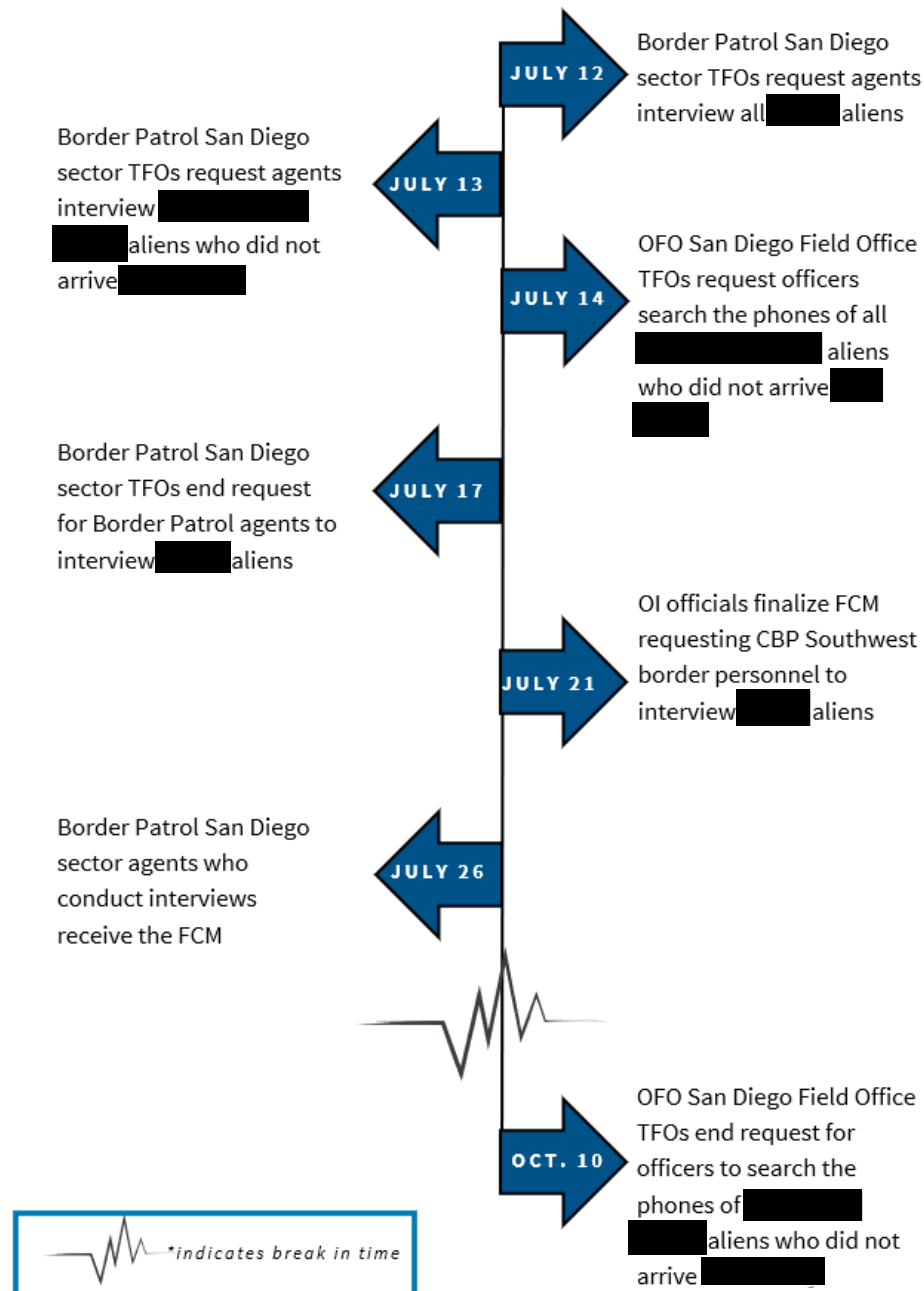 JULY 12
Border Patrol San Diego
sector TFOs request agents
interview all aliens
JULY 13
Border Patrol San Diego
sector TFOs request agents
interview
aliens who did not
arrive
JULY 14
OFO San Diego Field Office
TFOs request officers
search the phones of all
aliens
who did not arrive
JULY 17
Border Patrol San Diego
sector TFOs end request
for Border Patrol agents to
interview aliens
JULY 21
OI officials finalize FCM
requesting CBP Southwest
border personnel to
interview aliens
JULY 26
Border Patrol San Diego
sector agents who
conduct interviews
receive the FCM
OCT. 10
OFO San Diego Field Office
TFOs end request for
officers to search the
phones of
aliens who did not
arrive
*indicates break in time